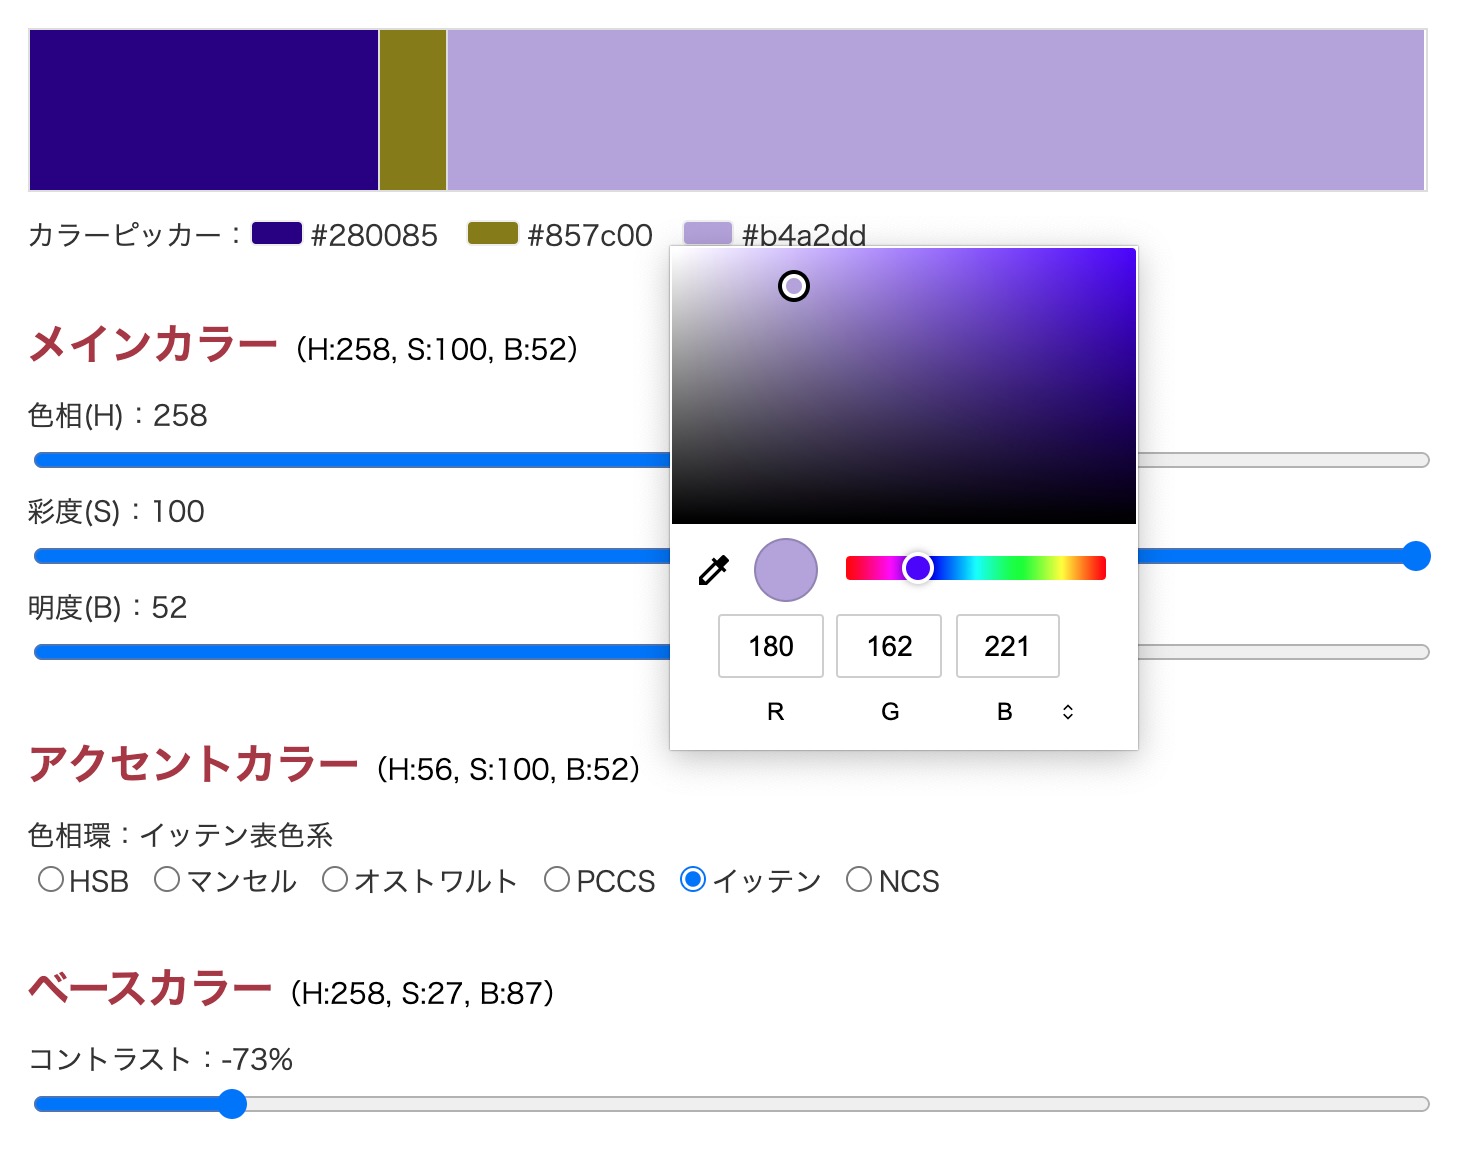 カラーピッカー： #280085 #857c00 #b4a2dd
メインカラー（H:258, S:100, B:52）
色相(H)：258
彩度(S)：100
明度(B)：52
180 162 221
R G B
アクセントカラー（H:56, S:100, B:52）
色相環：イッテン表色系
HSB マンセル オストワルト PCCS イッテン NCS
ベースカラー（H:258, S:27, B:87）
コントラスト：-73%